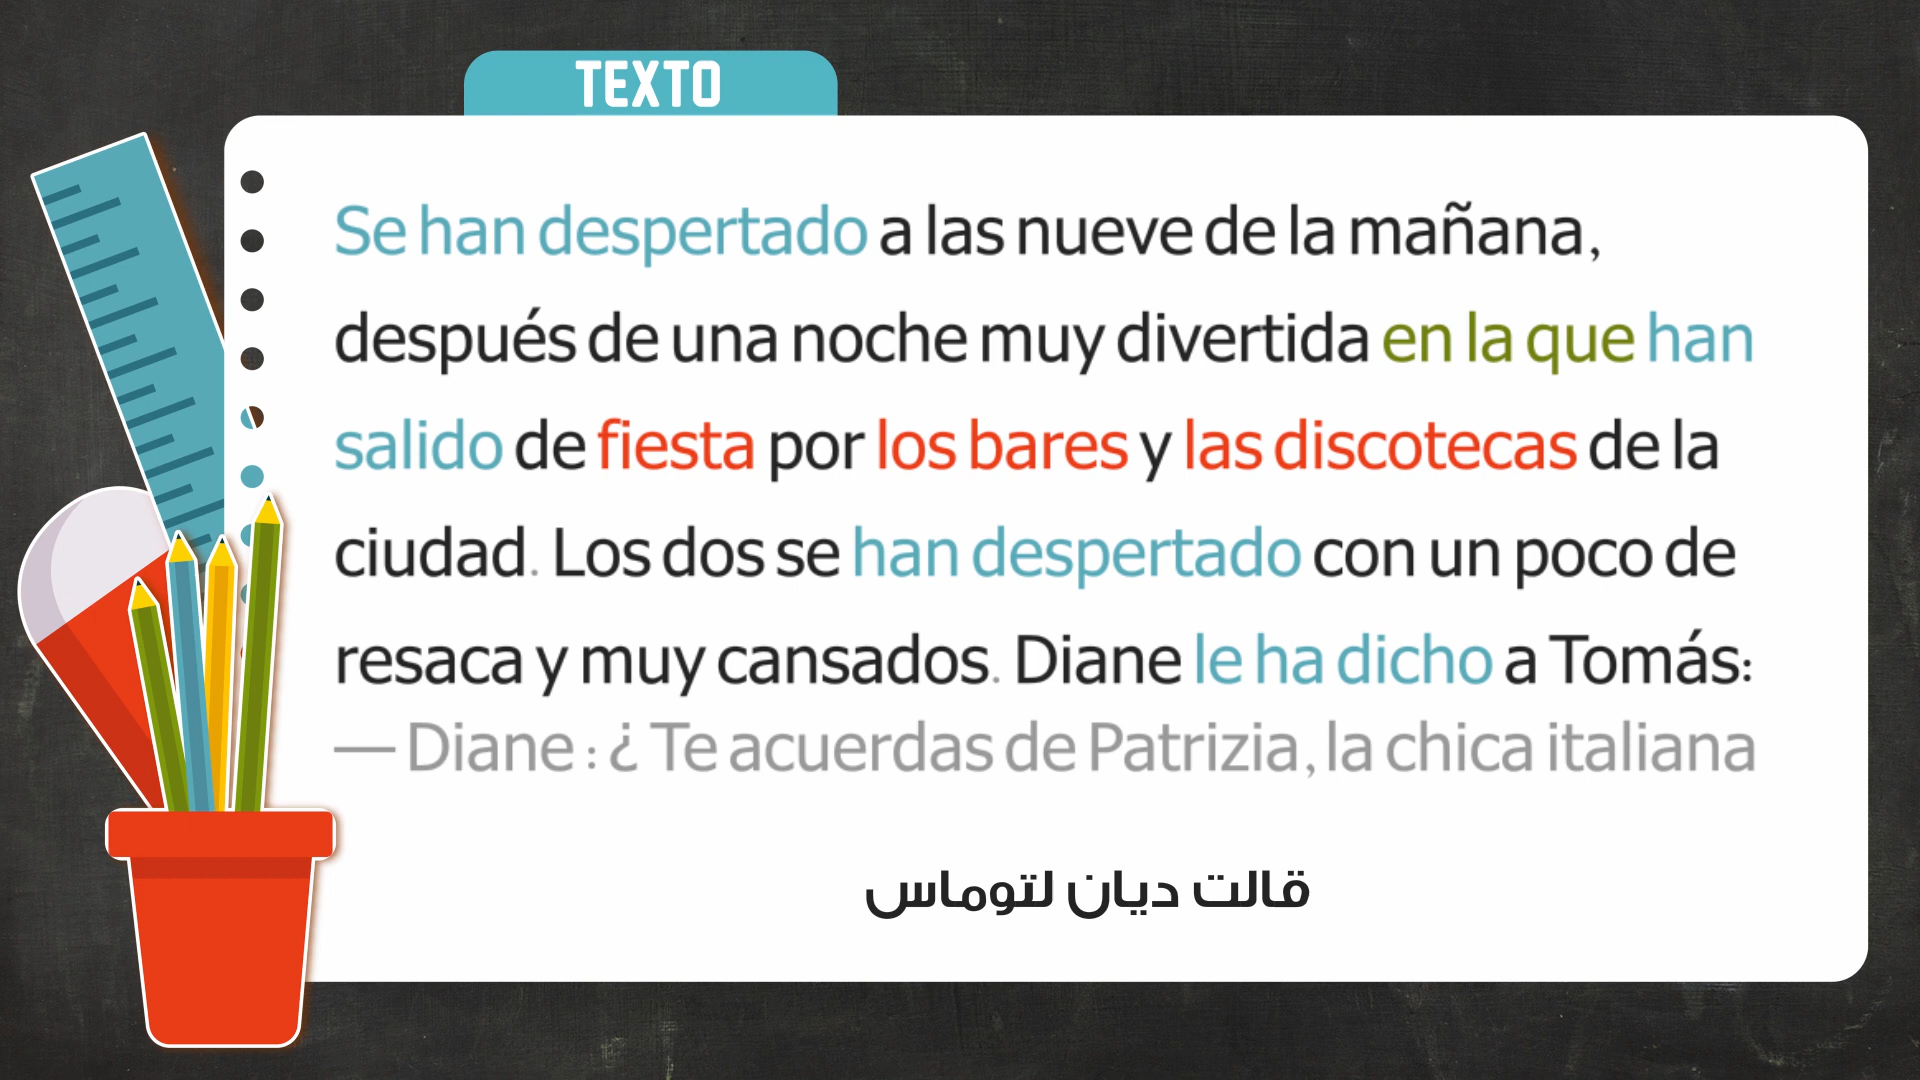 TEXTO
Se han despertado a las nueve de la mañana,
después de una noche muy divertida en la que han
salido de fiesta por los bares y las discotecas de la
ciudad. Los dos se han despertado con un poco de
resaca y muy cansados. Diane le ha dicho a Tomás:
— Diane : ¿ Te acuerdas de Patrizia, la chica italiana
قالت ديان لتوماس